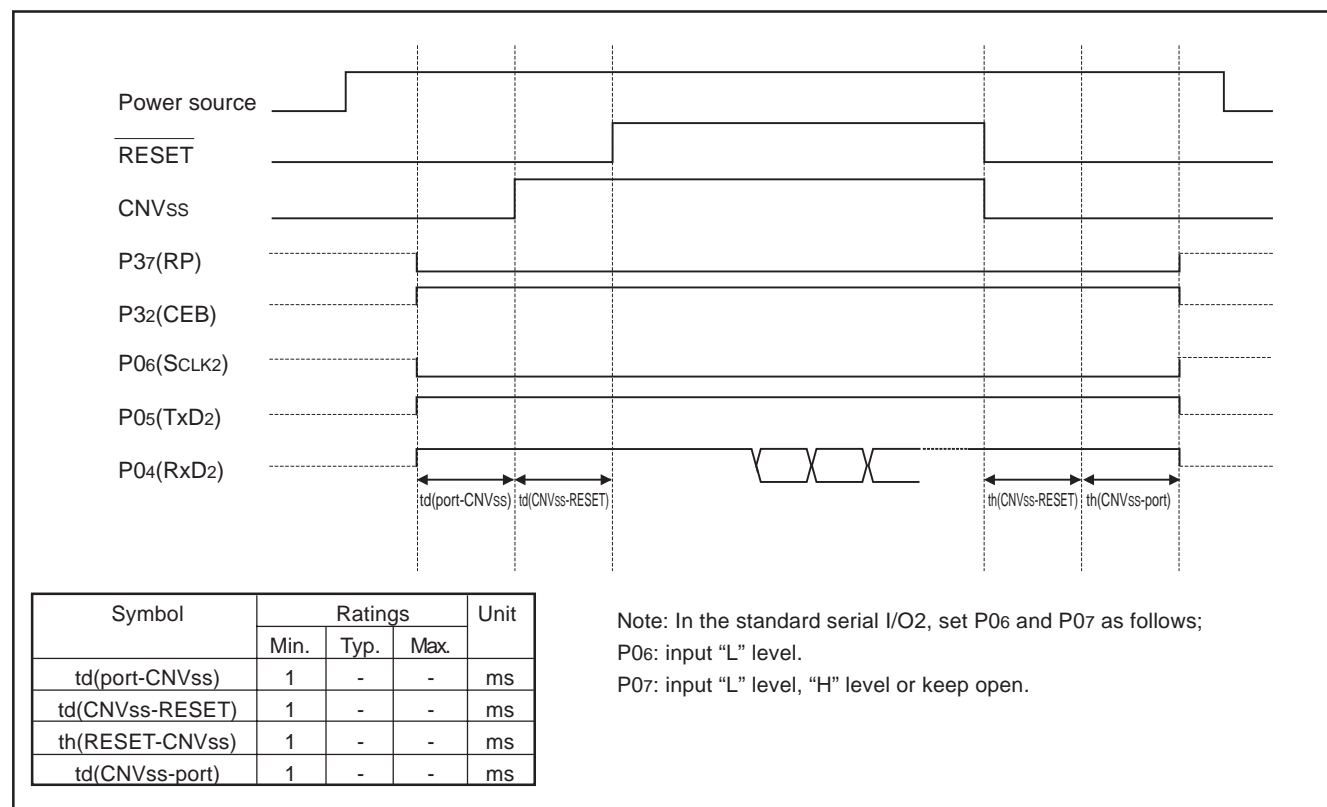 Power source
RESET
CNVss
P37(RP)
P32(CEB)
P06(SCLK2)
P05(TxD2)
P04(RxD2)
td(port-CNVss) td(CNVss-RESET) th(CNVss-RESET) th(CNVss-port)
Symbol Ratings Unit
Min. Typ. Max.
td(port-CNVss) 1 - - ms
td(CNVss-RESET) 1 - - ms
th(RESET-CNVss) 1 - - ms
td(CNVss-port) 1 - - ms
Note: In the standard serial I/O2, set P06 and P07 as follows;
P06: input “L” level.
P07: input “L” level, “H” level or keep open.